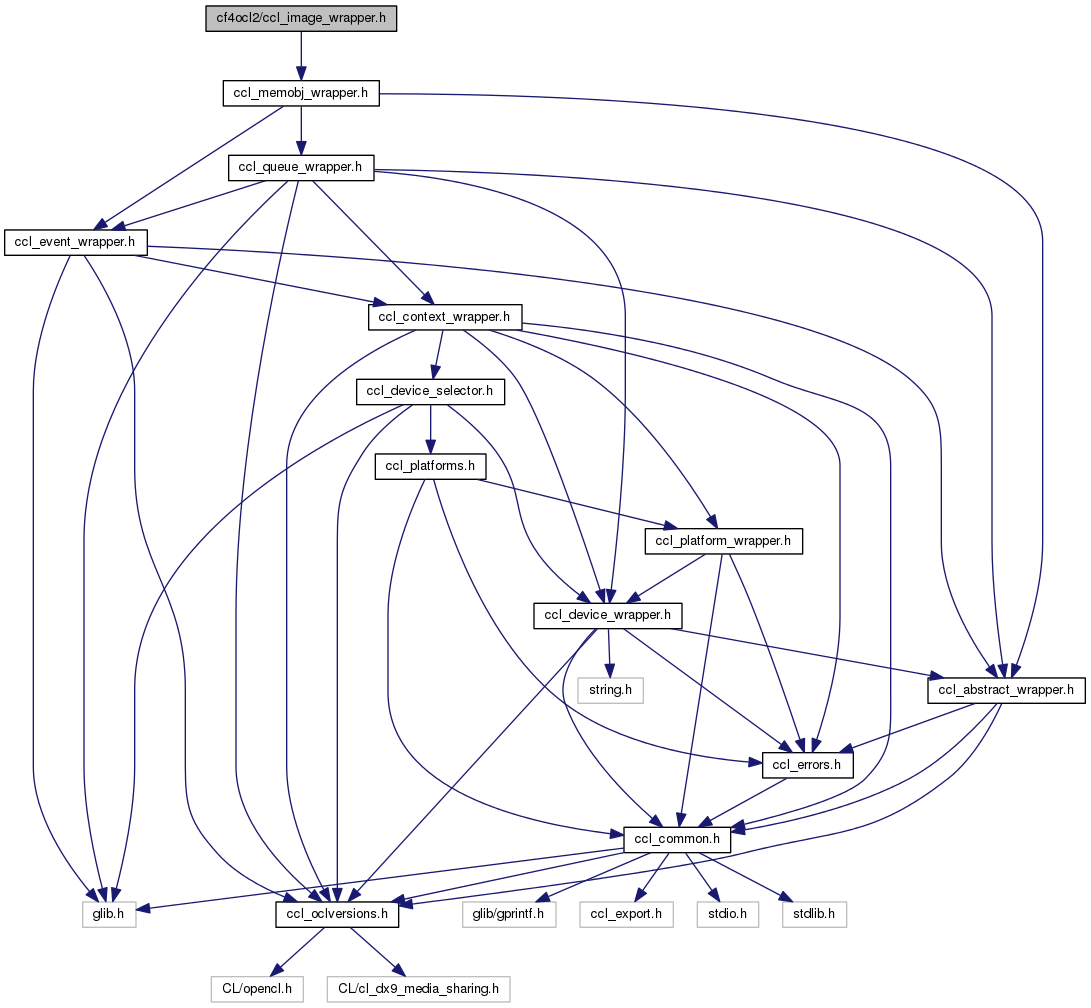 cf4ocl2/ccl_image_wrapper.h
ccl_memobj_wrapper.h
ccl_queue_wrapper.h
ccl_event_wrapper.h
ccl_context_wrapper.h
ccl_device_selector.h
ccl_platforms.h
ccl_platform_wrapper.h
ccl_device_wrapper.h
string.h
ccl_abstract_wrapper.h
ccl_errors.h
ccl_common.h
glib.h
ccl_oclversions.h
glib/gprintf.h
ccl_export.h
stdio.h
stdlib.h
CL/opencl.h
CL/cl_dx9_media_sharing.h